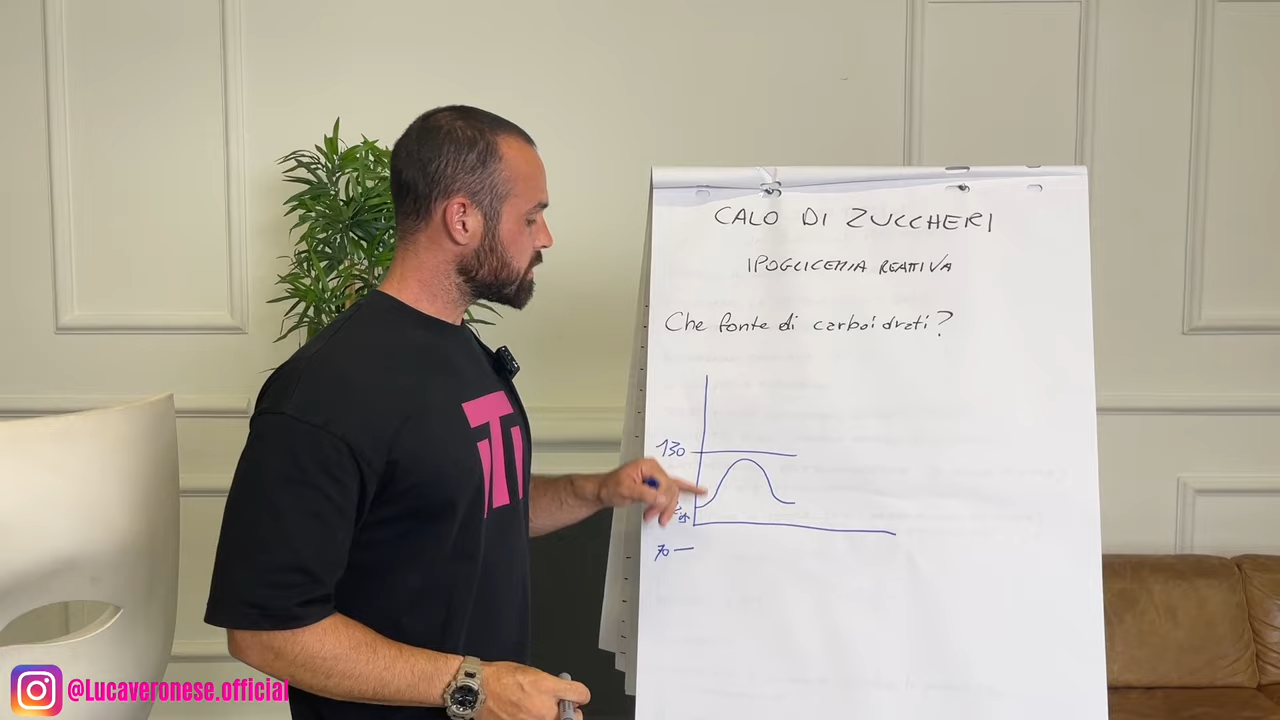 CALO DI ZUCCHERI
IPOGLICEMIA REATTIVA
Che fonte di carboidrati?
130
70
@Lucaveronese.official